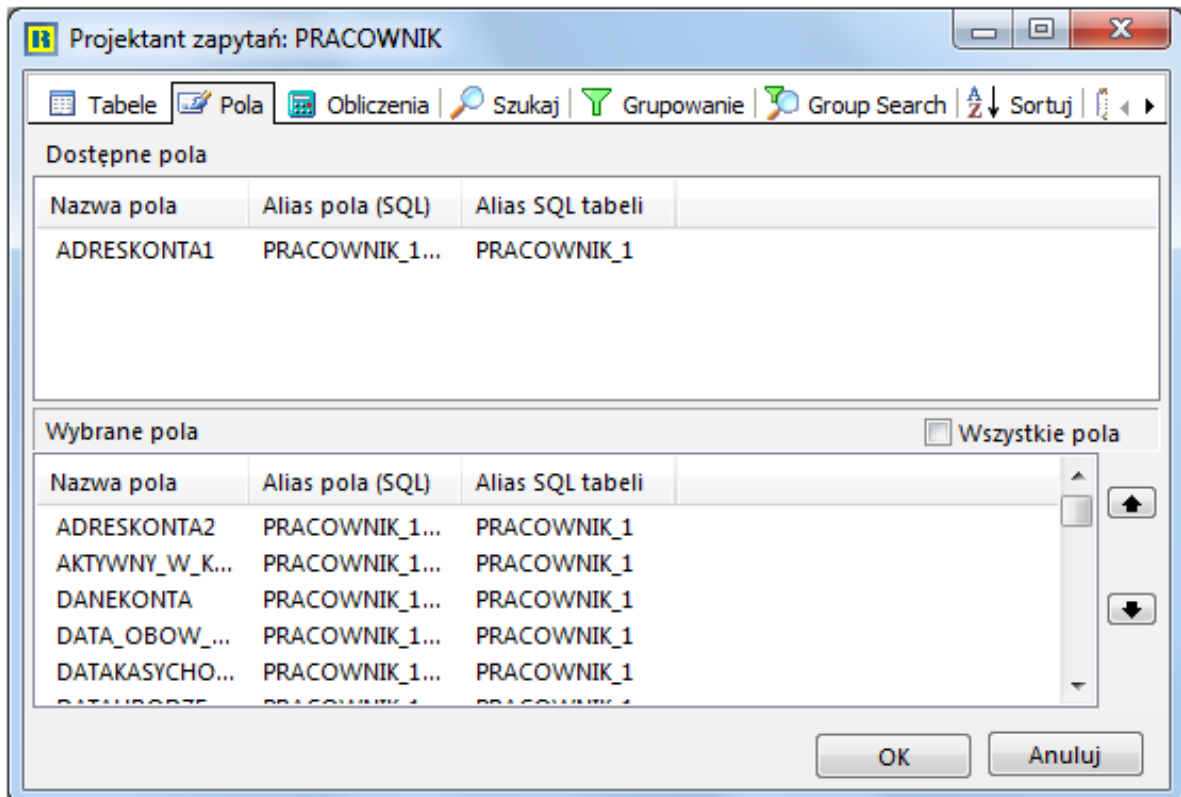 Projektant zapytań: PRACOWNIK
Tabele Pola Obliczenia Szukaj Grupowanie Group Search Sortuj
Dostępne pola
Nazwa pola Alias pola (SQL) Alias SQL tabeli
ADRESKONTA1 PRACOWNIK_1... PRACOWNIK_1
Wybrane pola Wszystkie pola
Nazwa pola Alias pola (SQL) Alias SQL tabeli
ADRESKONTA2 PRACOWNIK_1... PRACOWNIK_1
AKTYWNY_W_K... PRACOWNIK_1... PRACOWNIK_1
DANEKONTA PRACOWNIK_1... PRACOWNIK_1
DATA_OBOW_... PRACOWNIK_1... PRACOWNIK_1
DATAKASYCHO... PRACOWNIK_1... PRACOWNIK_1
OK Anuluj